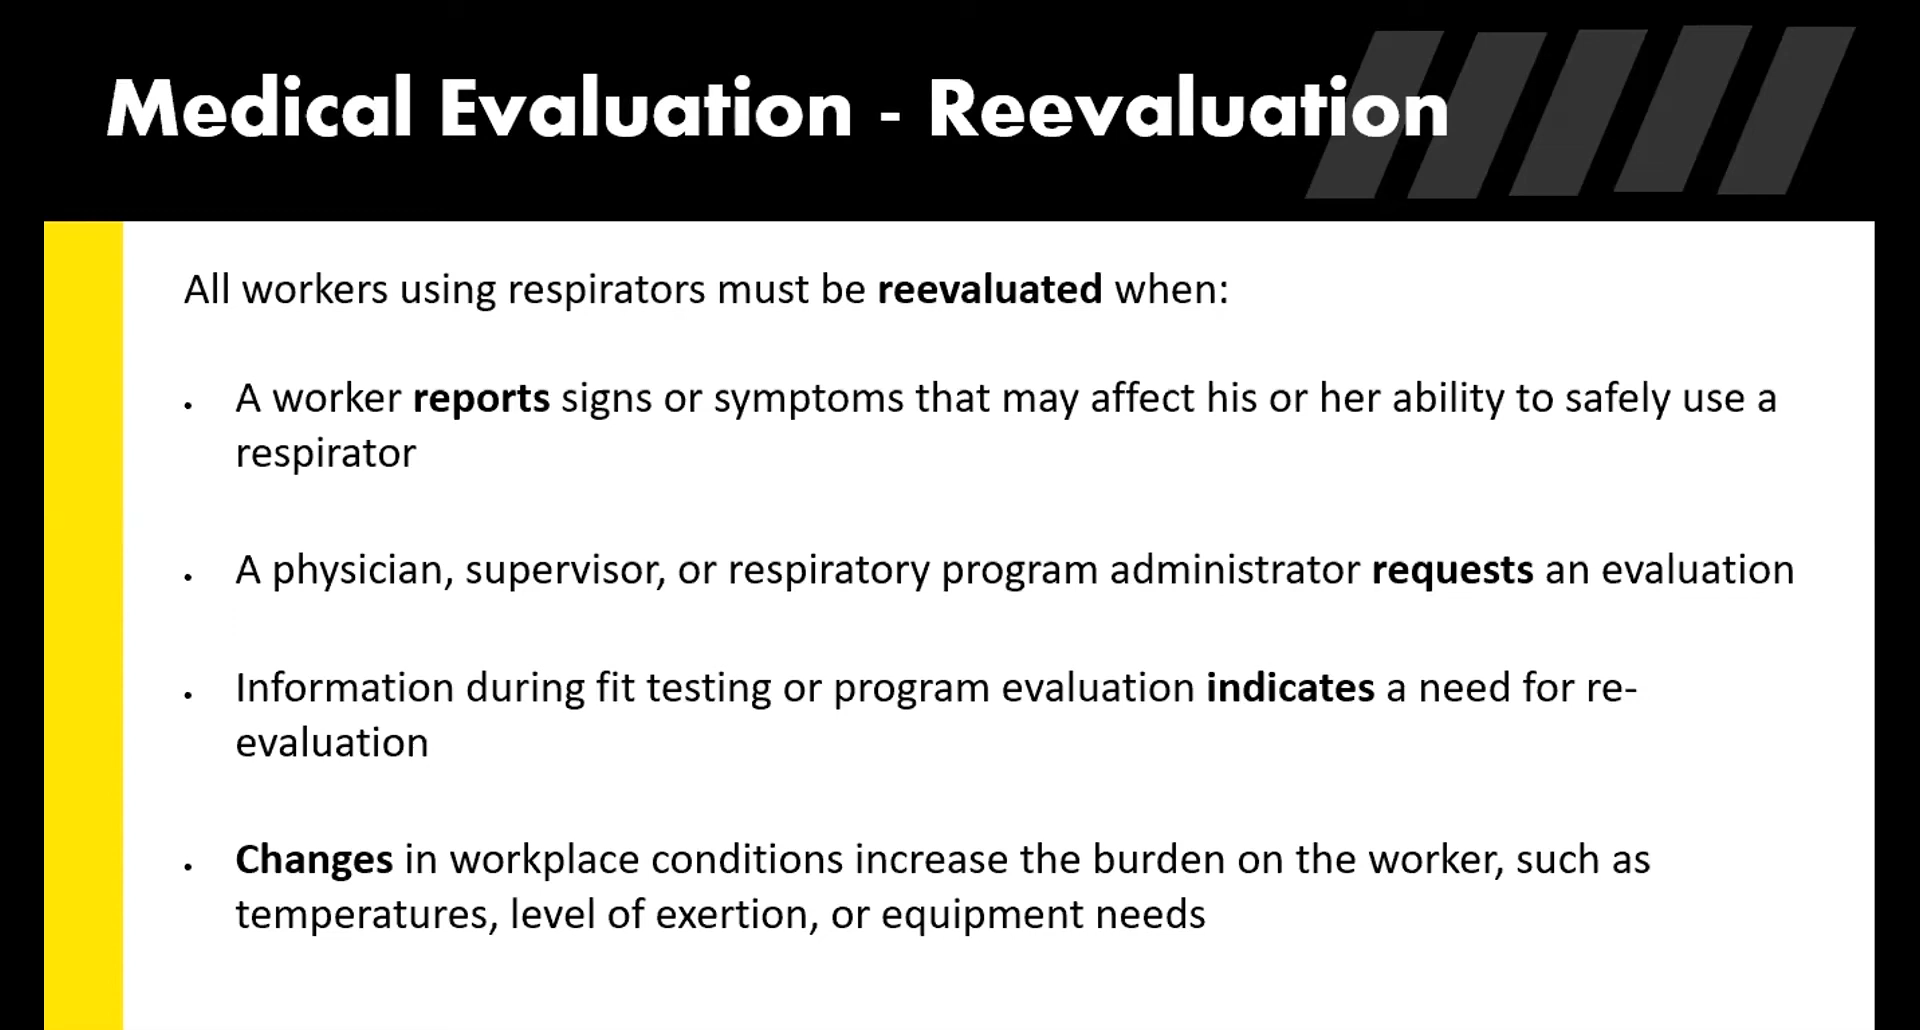 Medical Evaluation - Reevaluation
All workers using respirators must be reevaluated when:
• A worker reports signs or symptoms that may affect his or her ability to safely use a
respirator
• A physician, supervisor, or respiratory program administrator requests an evaluation
• Information during fit testing or program evaluation indicates a need for re-
evaluation
• Changes in workplace conditions increase the burden on the worker, such as
temperatures, level of exertion, or equipment needs